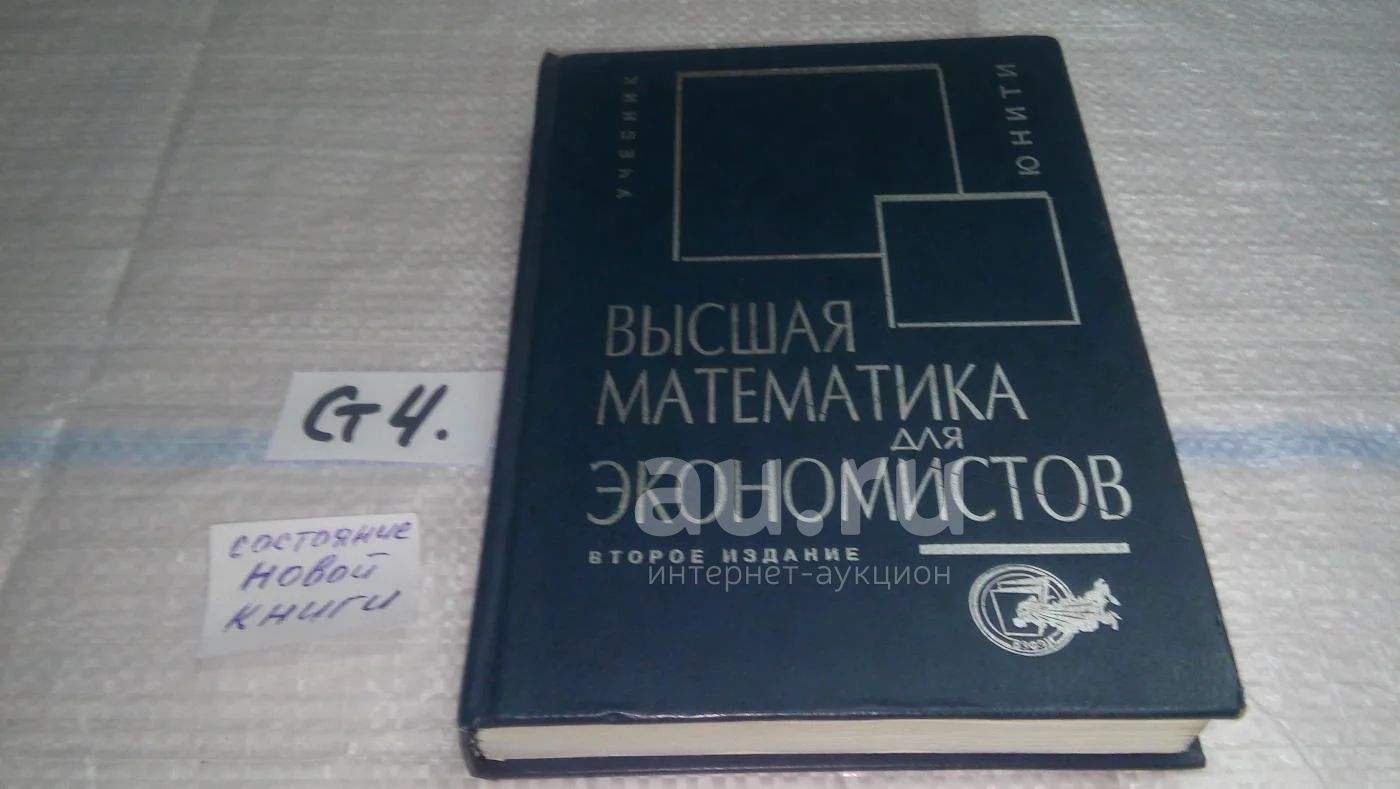 УЧЕБНИК
ЮНИТИ
ВЫСШАЯ
МАТЕМАТИКА
ДЛЯ
ЭКОНОМИСТОВ
ВТОРОЕ ИЗДАНИЕ
Ст 4.
состояние
новой
книги
au.ru
интернет-аукцион